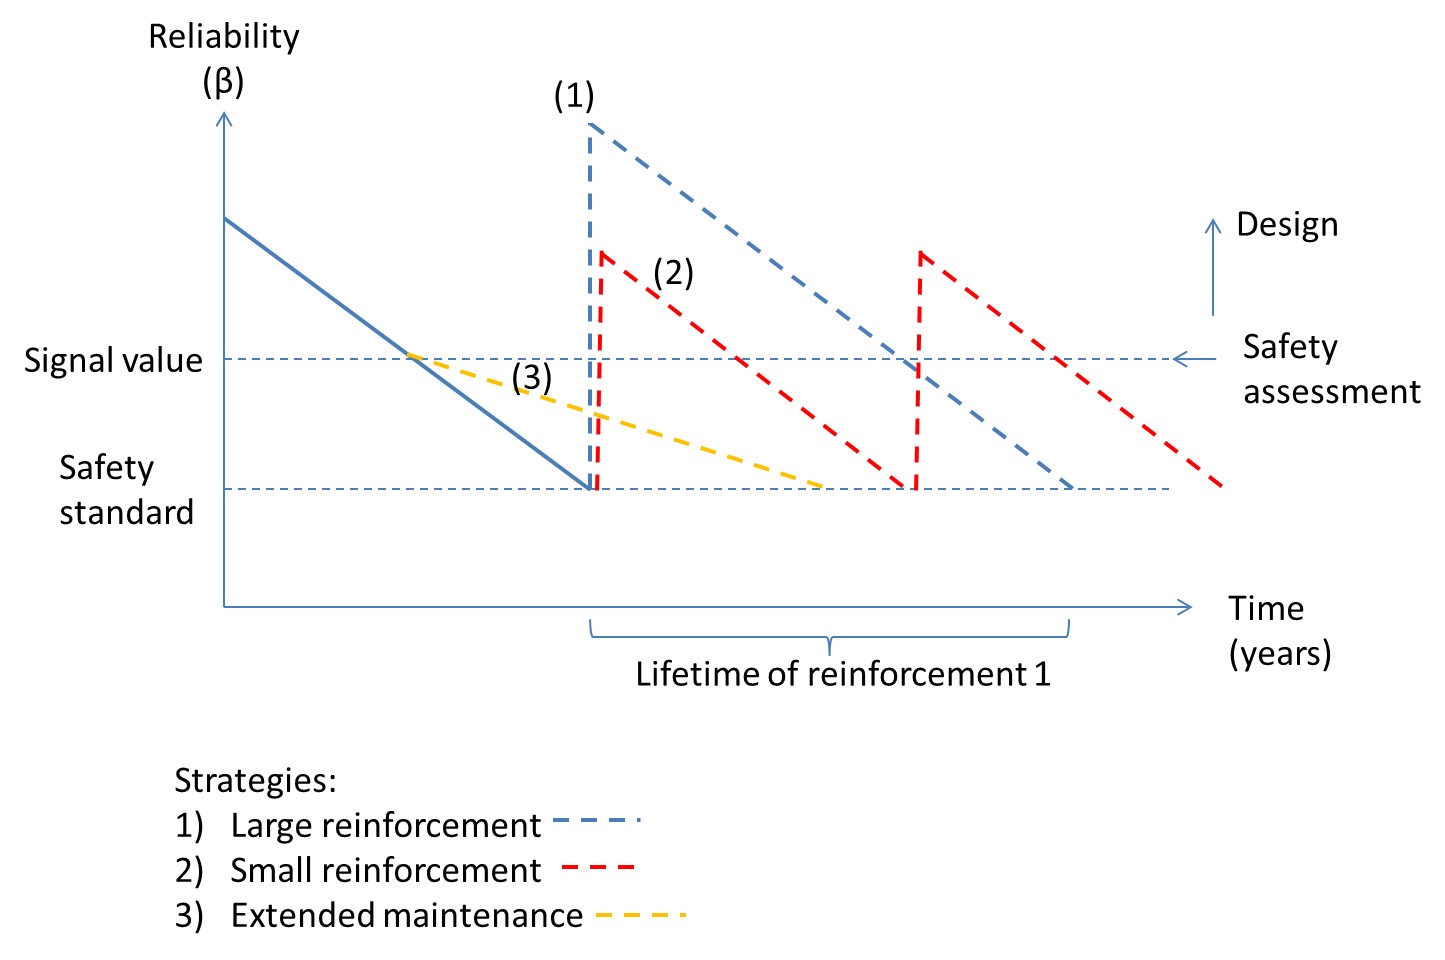 Reliability
(β)
(1)
Design
(2)
Signal value
Safety
assessment
(3)
Safety
standard
Time
(years)
Lifetime of reinforcement 1
Strategies:
1) Large reinforcement
2) Small reinforcement
3) Extended maintenance